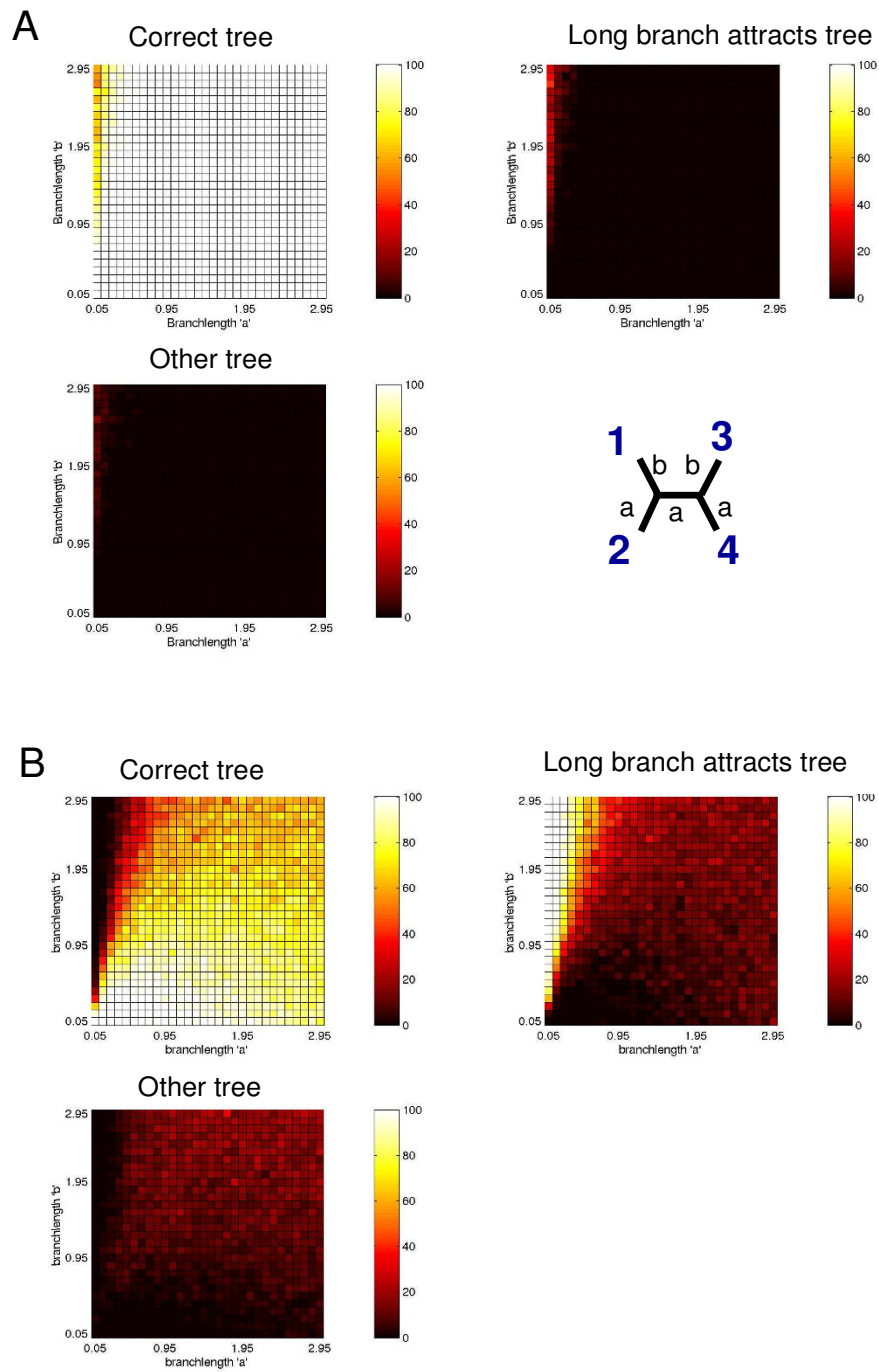 A
Correct tree
Long branch attracts tree
2.95
1.95
0.95
0.05
Branchlength 'b'
0.05 0.95 1.95 2.95
Branchlength 'a'
100
80
60
40
20
0
2.95
1.95
0.95
0.05
Branchlength 'b'
0.05 0.95 1.95 2.95
Branchlength 'a'
100
80
60
40
20
0
Other tree
2.95
1.95
0.95
0.05
Branchlength 'b'
0.05 0.95 1.95 2.95
Branchlength 'a'
100
80
60
40
20
0
1 3
b b
a a a
2 4
B
Correct tree
Long branch attracts tree
2.95
1.95
0.95
0.05
branchlength 'b'
0.05 0.95 1.95 2.95
branchlength 'a'
100
80
60
40
20
0
2.95
1.95
0.95
0.05
branchlength 'b'
0.05 0.95 1.95 2.95
branchlength 'a'
100
80
60
40
20
0
Other tree
2.95
1.95
0.95
0.05
branchlength 'b'
0.05 0.95 1.95 2.95
branchlength 'a'
100
80
60
40
20
0